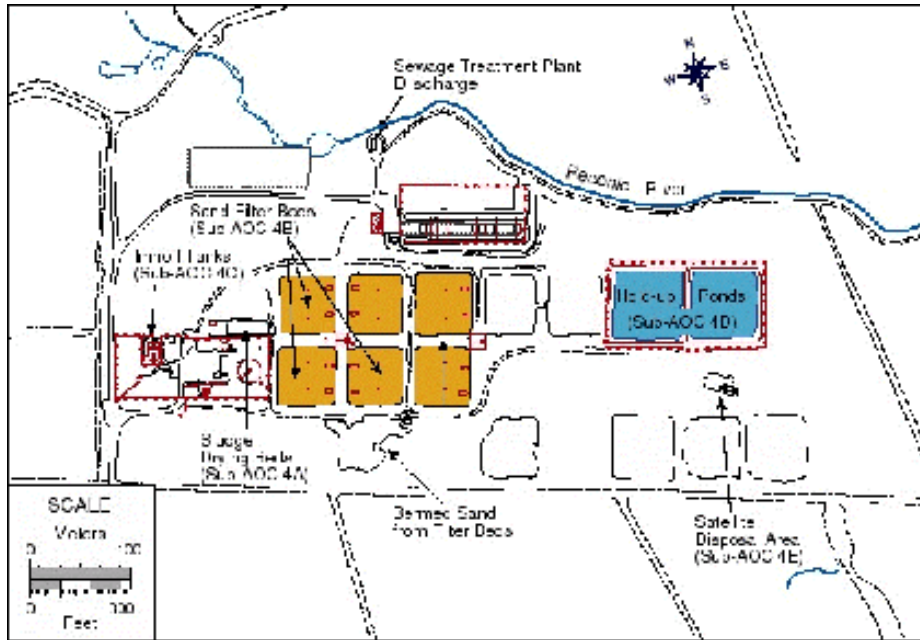 Sewage Treatment Plant
Discharge
N
E
W
S
Peconic River
Sand Filter Beds
(Sub-AOC 4B)
Imhoff Tanks
(Sub-AOC 4C)
Hold-up Ponds
(Sub-AOC 4D)
Sludge
Drying Beds
(Sub-AOC 4A)
Bermed Sand
from Filter Beds
Satellite
Disposal Area
(Sub-AOC 4E)
SCALE
Meters
0 100
0 300
Feet